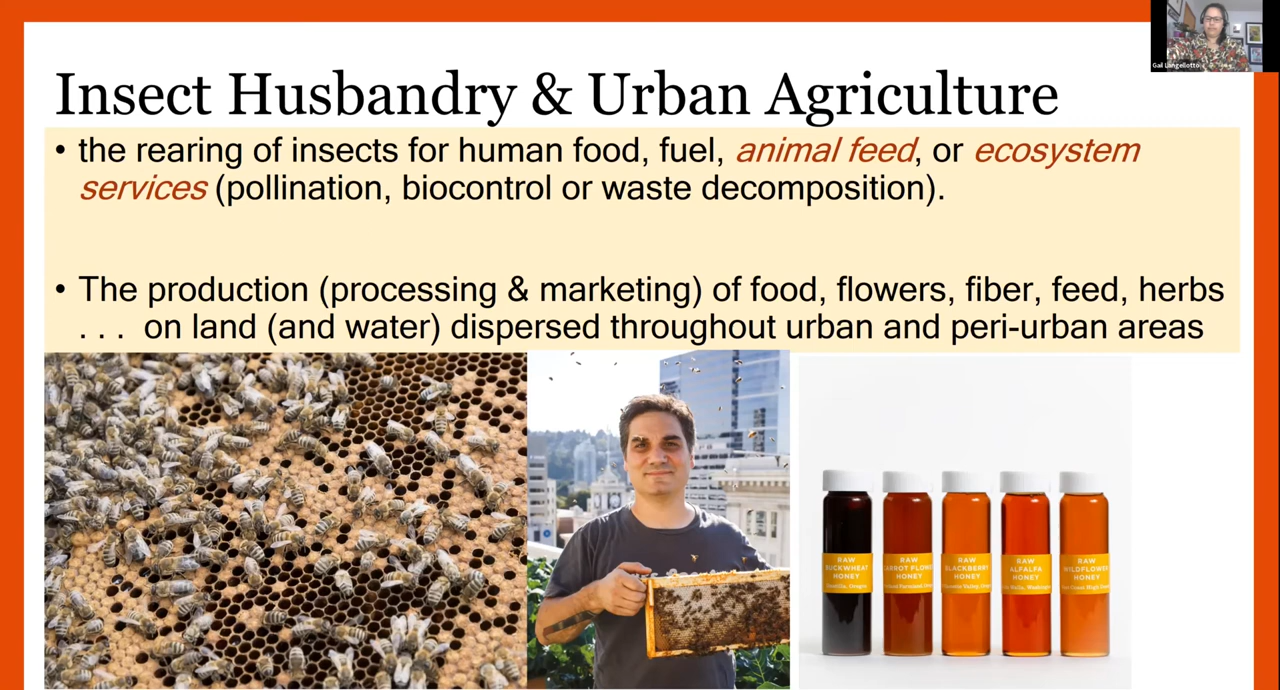 Gail Langellotto
Insect Husbandry & Urban Agriculture
• the rearing of insects for human food, fuel, animal feed, or ecosystem
services (pollination, biocontrol or waste decomposition).
• The production (processing & marketing) of food, flowers, fiber, feed, herbs
. . . on land (and water) dispersed throughout urban and peri-urban areas
RAW
BUCKWHEAT
HONEY
RAW
CARROT FLOWER
HONEY
RAW
BLACKBERRY
HONEY
RAW
ALFALFA
HONEY
RAW
WILDFLOWER
HONEY